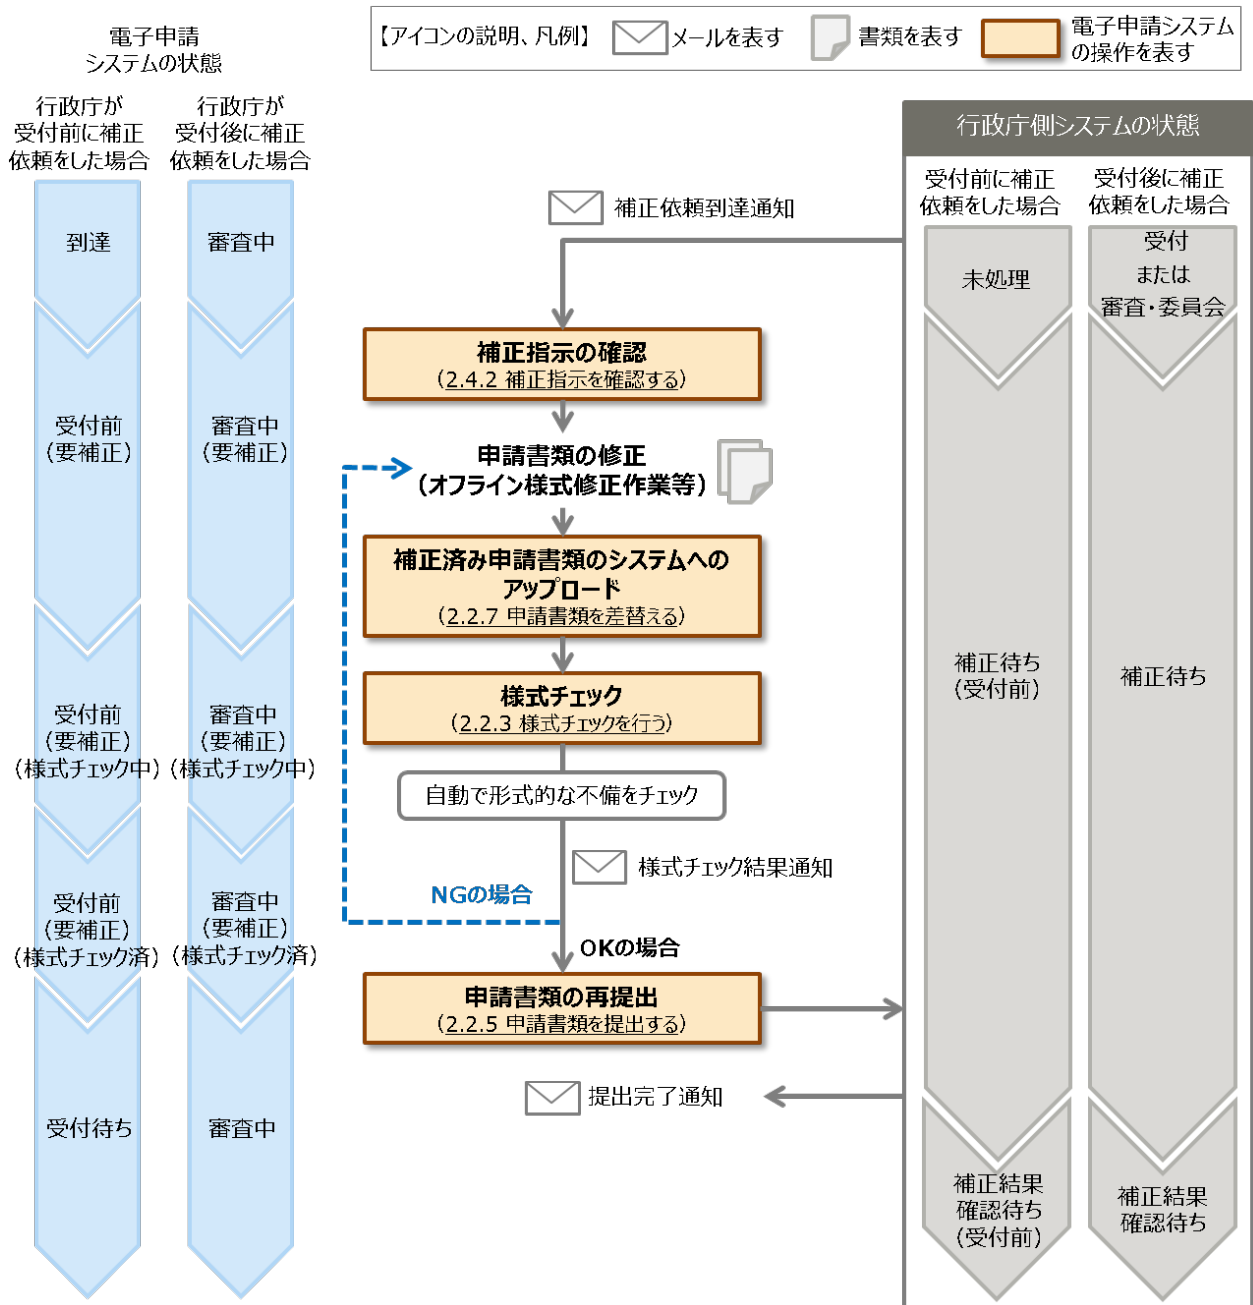 電子申請
システムの状態
【アイコンの説明、凡例】
メールを表す
書類を表す
電子申請システム
の操作を表す
行政庁が
受付前に補正
依頼をした場合
行政庁が
受付後に補正
依頼をした場合
行政庁側システムの状態
受付前に補正
依頼をした場合
受付後に補正
依頼をした場合
到達
審査中
補正依頼到達通知
未処理
受付
または
審査・委員会
補正指示の確認
(2.4.2 補正指示を確認する)
受付前
(要補正)
審査中
(要補正)
申請書類の修正
(オフライン様式修正作業等)
補正済み申請書類のシステムへの
アップロード
(2.2.7 申請書類を差替える)
様式チェック
(2.2.3 様式チェックを行う)
補正待ち
(受付前)
補正待ち
受付前
(要補正)
(様式チェック中)
審査中
(要補正)
(様式チェック中)
自動で形式的な不備をチェック
様式チェック結果通知
NGの場合
受付前
(要補正)
(様式チェック済)
審査中
(要補正)
(様式チェック済)
OKの場合
申請書類の再提出
(2.2.5 申請書類を提出する)
提出完了通知
受付待ち
審査中
補正結果
確認待ち
(受付前)
補正結果
確認待ち